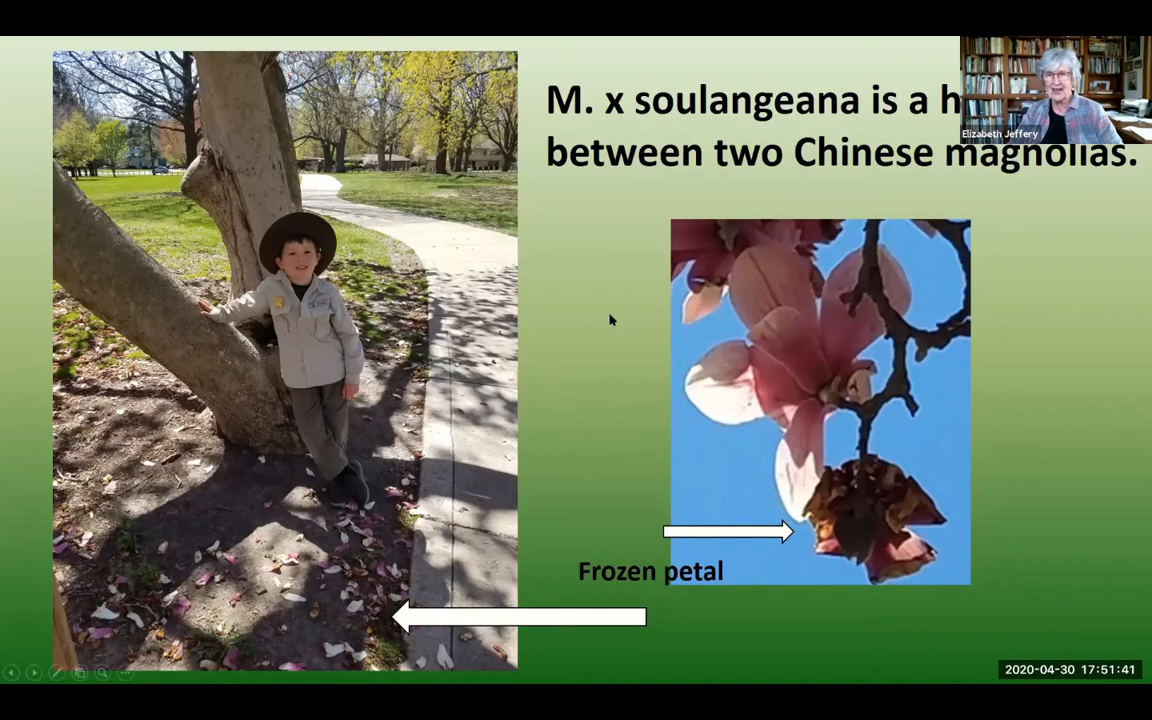 M. x soulangeana is a
Elizabeth Jeffery
between two Chinese magnolias.
Frozen petal
2020-04-30 17:51:41